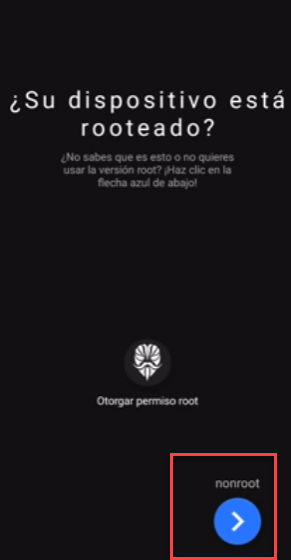 ¿Su dispositivo está
rooteado?
¿No sabes que es esto o no quieres
usar la versión root? ¡Haz clic en la
flecha azul de abajo!
Otorgar permiso root
nonroot